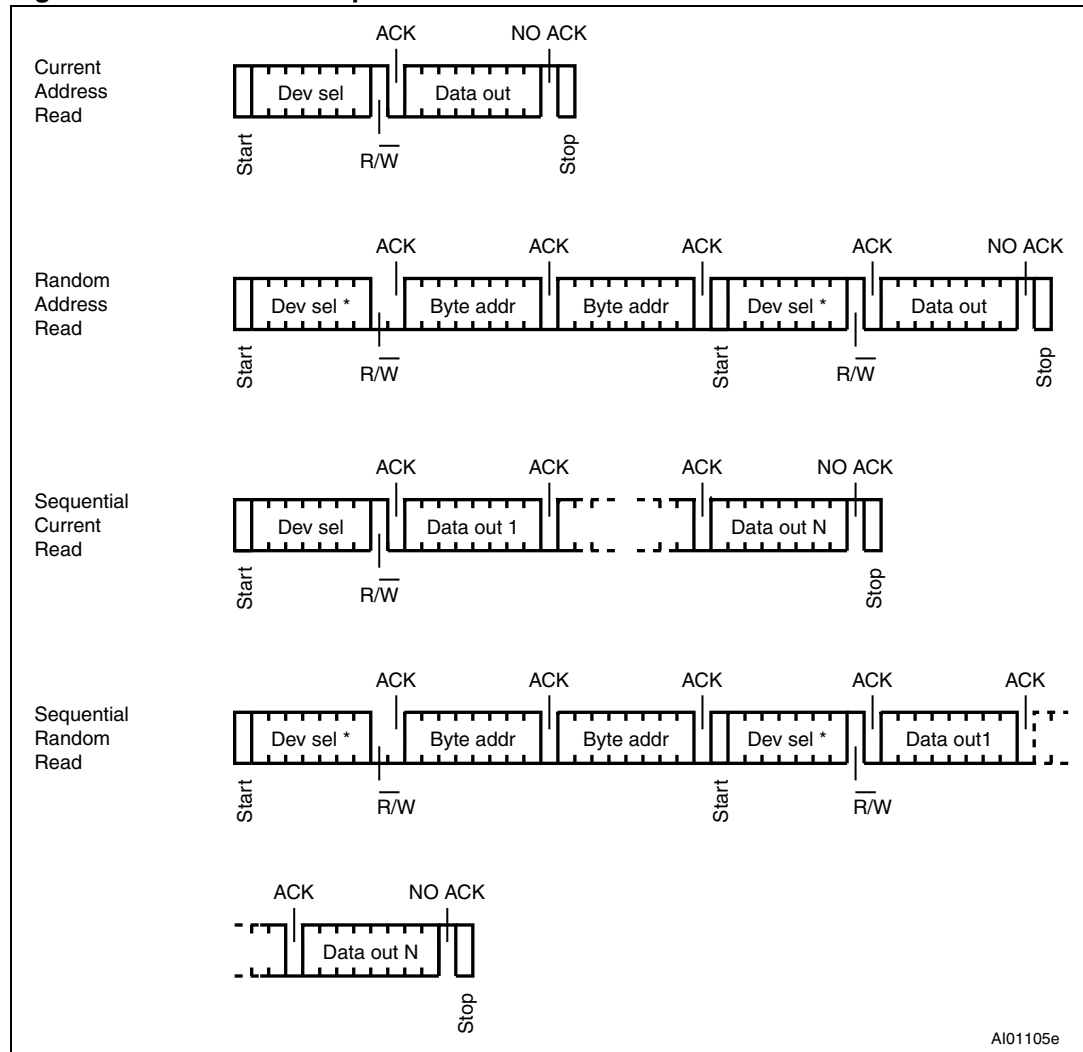 ACK NO ACK
Current
Address
Read
Dev sel Data out
Start R/W̅ Stop
ACK ACK ACK ACK NO ACK
Random
Address
Read
Dev sel * Byte addr Byte addr Dev sel * Data out
Start R/W̅ Start R/W̅ Stop
ACK ACK ACK NO ACK
Sequential
Current
Read
Dev sel Data out 1 Data out N
Start R/W̅ Stop
ACK ACK ACK ACK ACK
Sequential
Random
Read
Dev sel * Byte addr Byte addr Dev sel * Data out1
Start R̅/W Start R̅/W
ACK NO ACK
Data out N
Stop
AI01105e